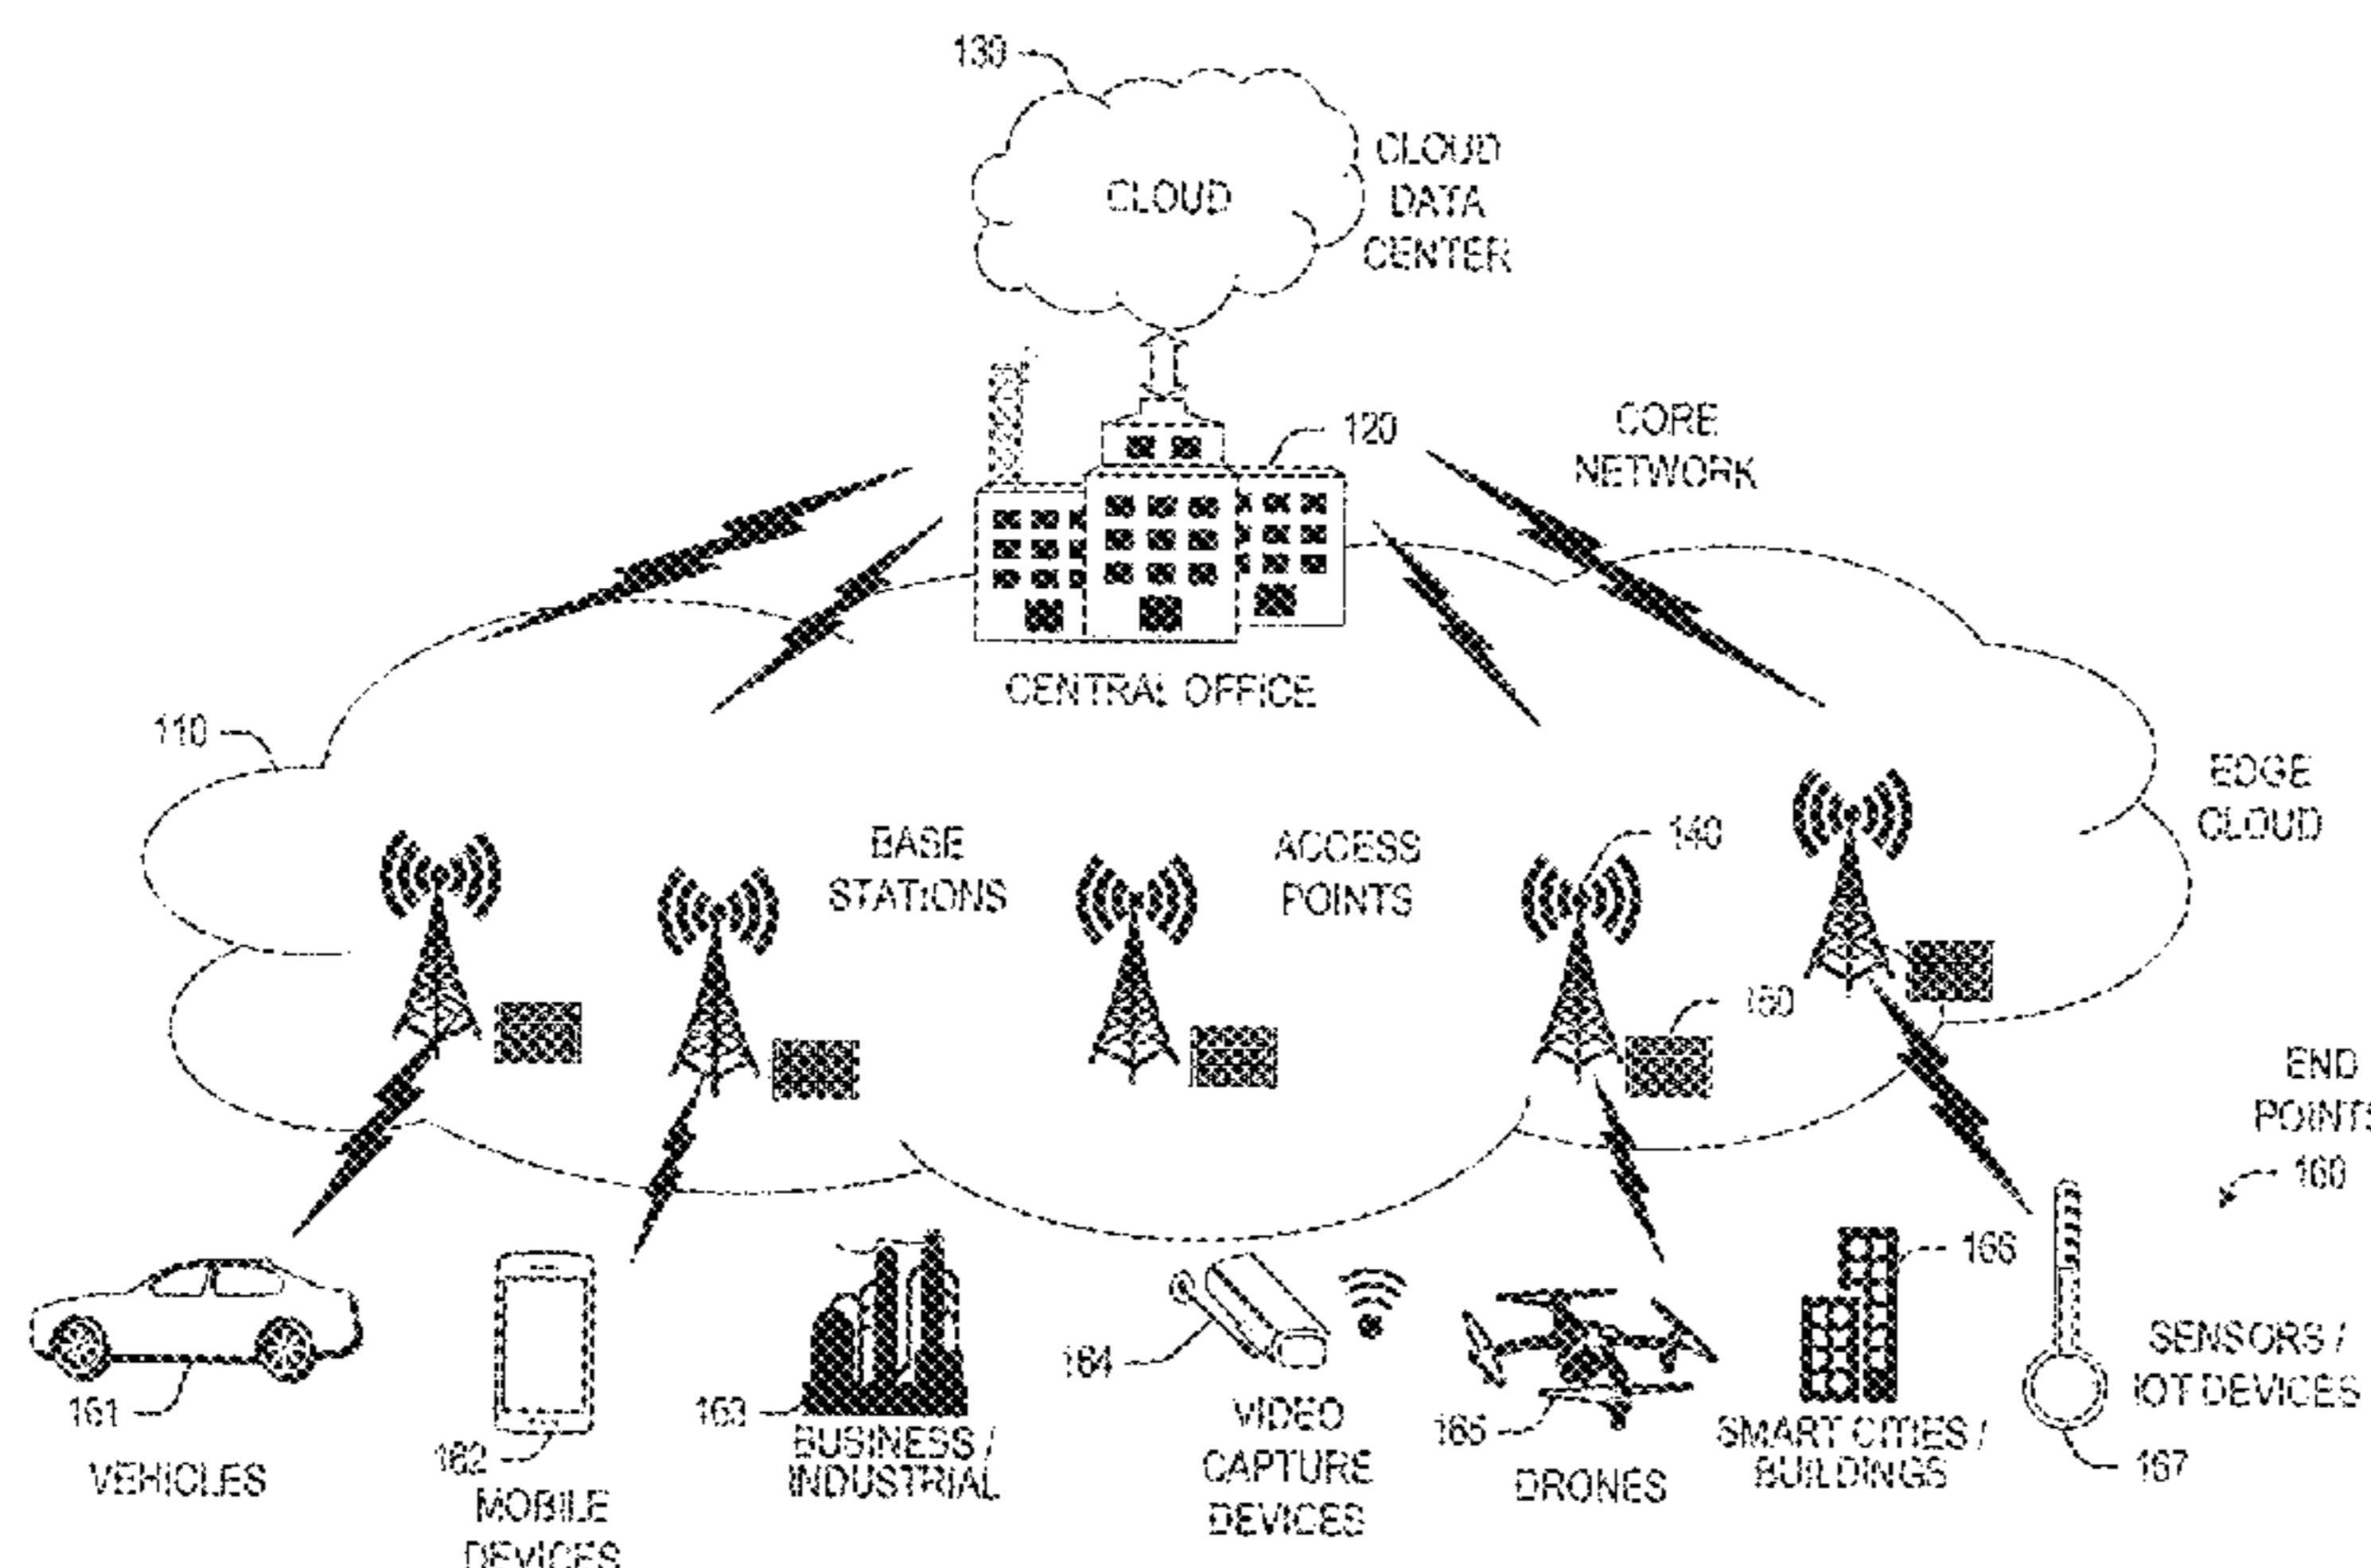 130
CLOUD
CLOUD
DATA
CENTER
120
CORE
NETWORK
CENTRAL OFFICE
110
EDGE
CLOUD
BASE
STATIONS
ACCESS
POINTS
140
150
END
POINTS
160
161
VEHICLES
162
MOBILE
DEVICES
163
BUSINESS /
INDUSTRIAL
164
VIDEO
CAPTURE
DEVICES
165
DRONES
166
SMART CITIES /
BUILDINGS
SENSORS /
IOT DEVICES
167